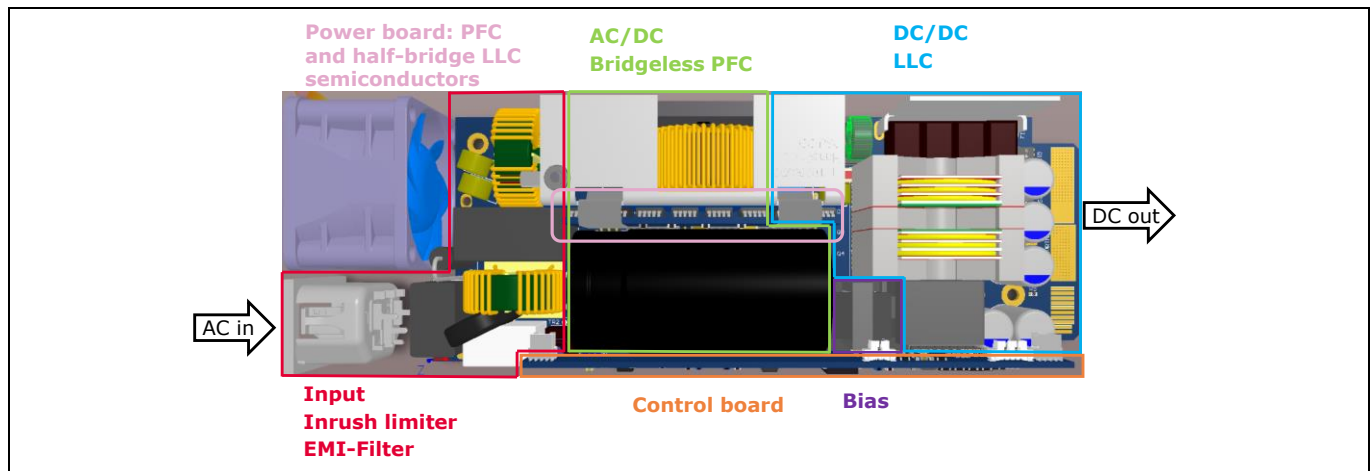 Power board: PFC
and half-bridge LLC
semiconductors
AC/DC
Bridgeless PFC
DC/DC
LLC
DC out
AC in
Input
Inrush limiter
EMI-Filter
Control board
Bias